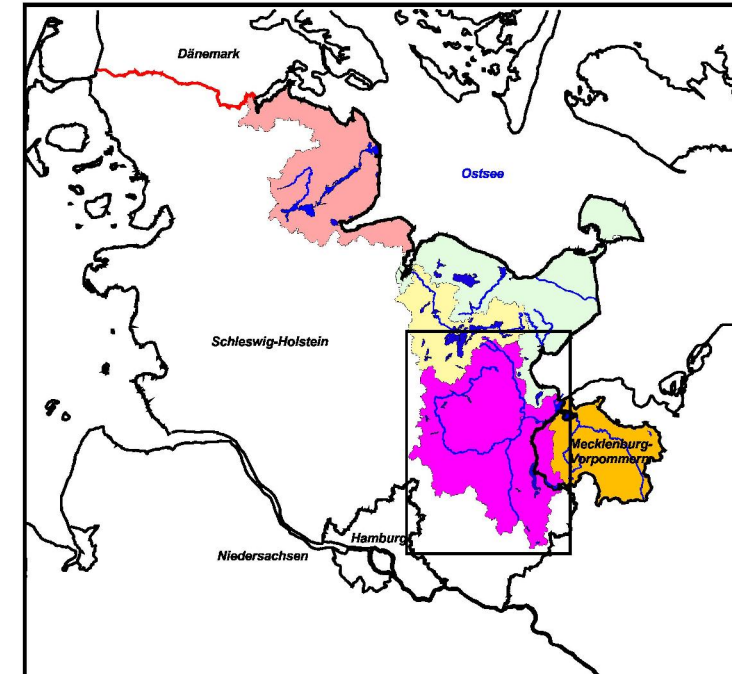 Dänemark
Ostsee
Schleswig-Holstein
Mecklenburg-
Vorpommern
Hamburg
Niedersachsen